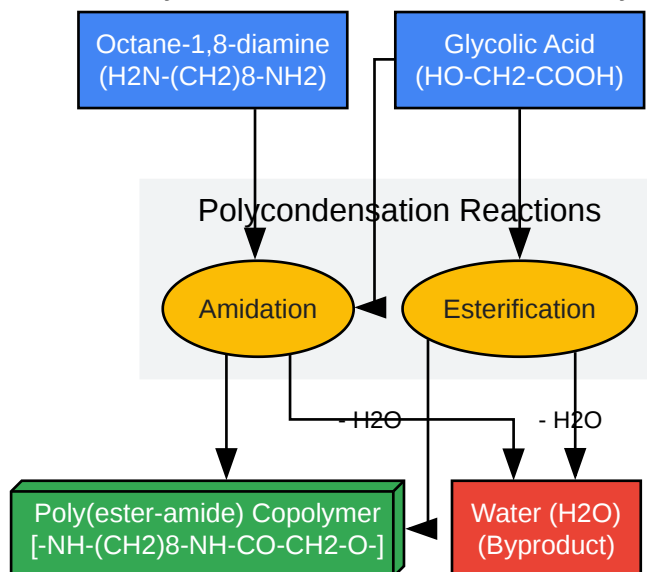 Octane-1,8-diamine
(H2N-(CH2)8-NH2)
Glycolic Acid
(HO-CH2-COOH)
Polycondensation Reactions
Amidation
Esterification
- H2O
- H2O
Poly(ester-amide) Copolymer
[-NH-(CH2)8-NH-CO-CH2-O-]
Water (H2O)
(Byproduct)